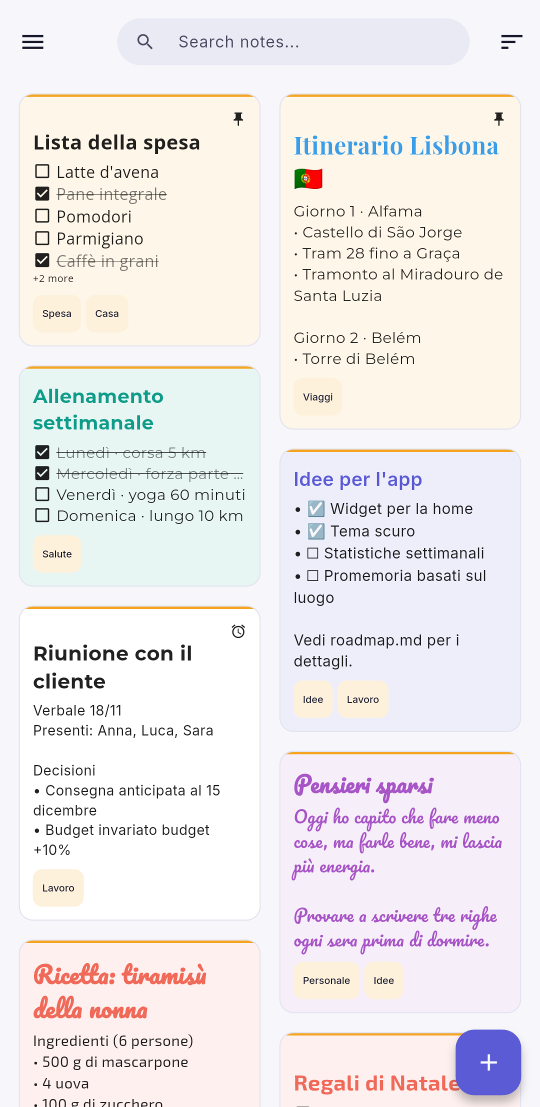 Search notes...
Lista della spesa
Latte d'avena
Pane integrale
Pomodori
Parmigiano
Caffè in grani
+2 more
Spesa Casa
Allenamento
settimanale
Lunedì · corsa 5 km
Mercoledì · forza parte ...
Venerdì · yoga 60 minuti
Domenica · lungo 10 km
Salute
Riunione con il
cliente
Verbale 18/11
Presenti: Anna, Luca, Sara
Decisioni
• Consegna anticipata al 15
dicembre
• Budget invariato budget
+10%
Lavoro
Ricetta: tiramisù
della nonna
Ingredienti (6 persone)
• 500 g di mascarpone
• 4 uova
• 100 g di zucchero
Itinerario Lisbona
🇵🇹
Giorno 1 · Alfama
• Castello di São Jorge
• Tram 28 fino a Graça
• Tramonto al Miradouro de
Santa Luzia
Giorno 2 · Belém
• Torre di Belém
Viaggi
Idee per l'app
• ☑ Widget per la home
• ☑ Tema scuro
• ☐ Statistiche settimanali
• ☐ Promemoria basati sul
luogo
Vedi roadmap.md per i
dettagli.
Idee Lavoro
Pensieri sparsi
Oggi ho capito che fare meno
cose, ma farle bene, mi lascia
più energia.
Provare a scrivere tre righe
ogni sera prima di dormire.
Personale Idee
Regali di Natale